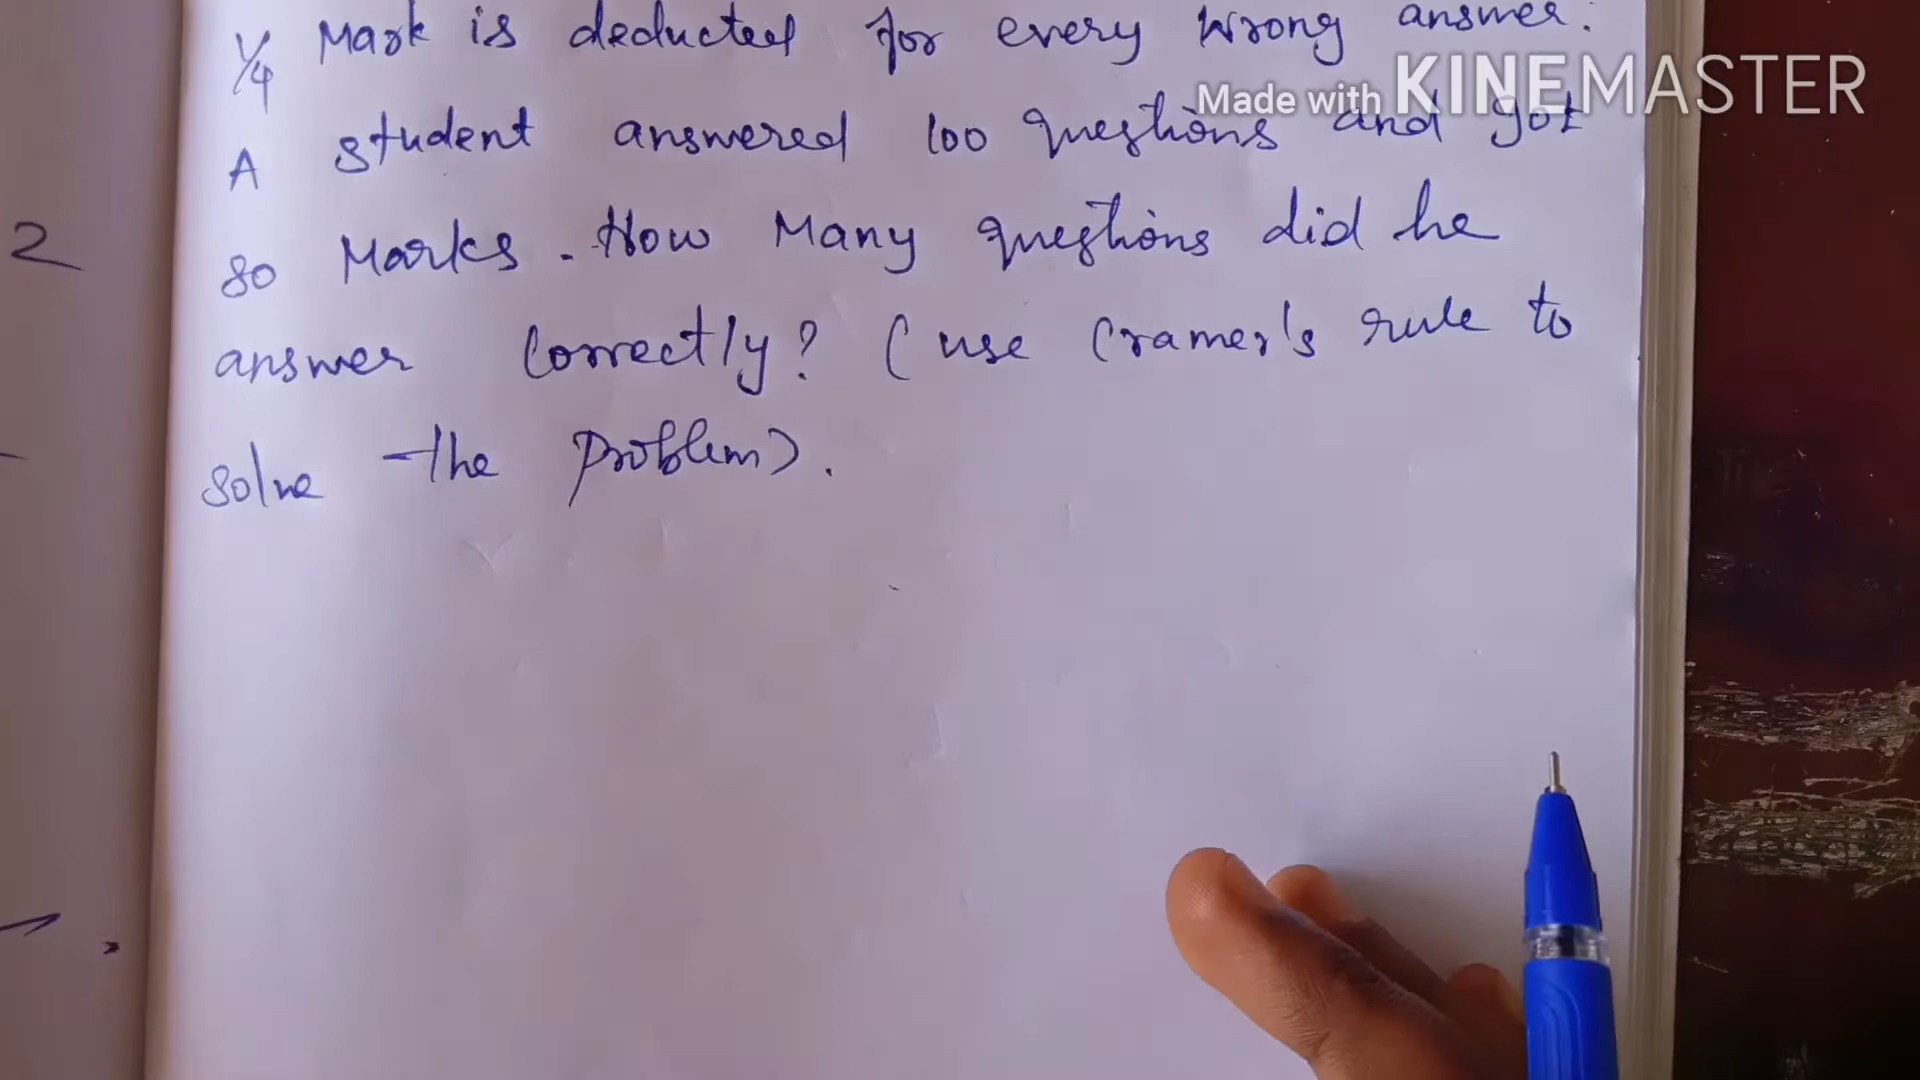 1/4 Mark is deducted for every wrong answer.
Made with KINEMASTER
A student answered 100 questions and got
80 Marks. How Many questions did he
2
answer correctly? (use Cramer's rule to
solve the problem).